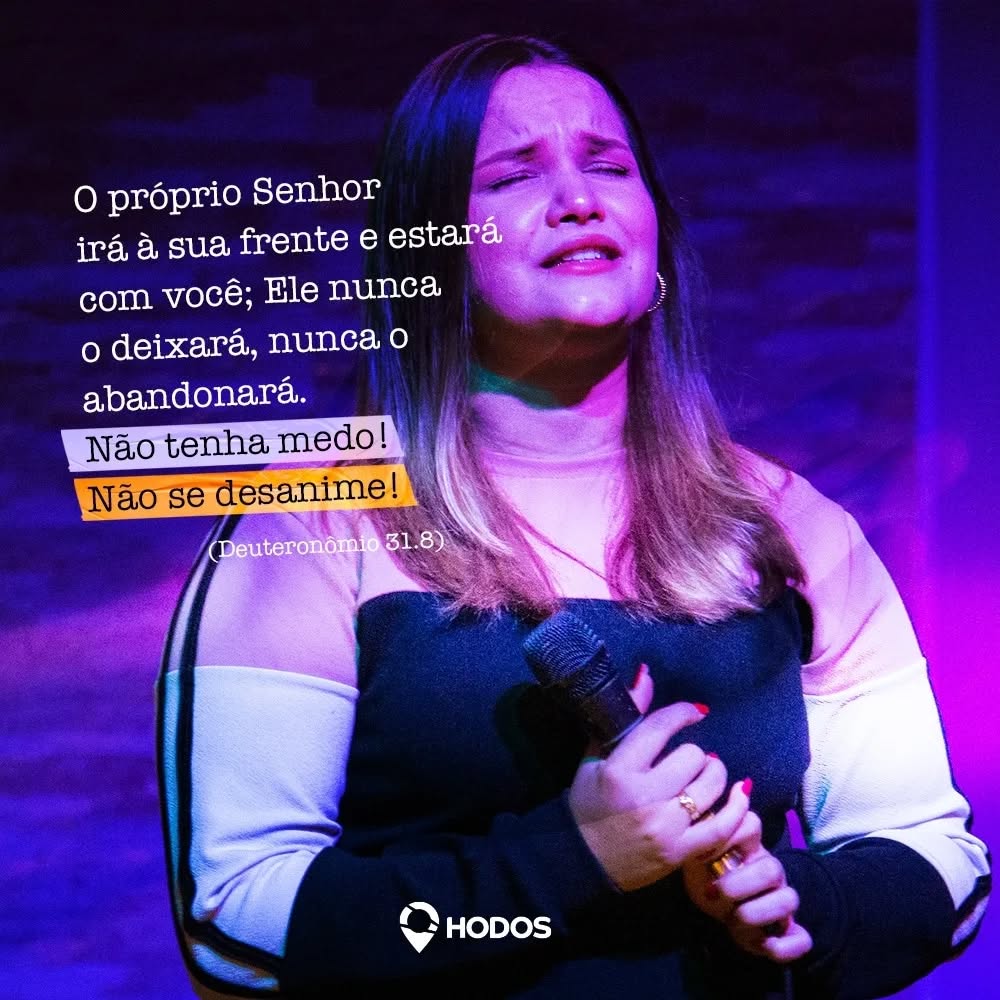 O próprio Senhor
irá à sua frente e estará
com você; Ele nunca
o deixará, nunca o
abandonará.
Não tenha medo!
Não se desanime!
(Deuteronômio 31.8)
HODOS